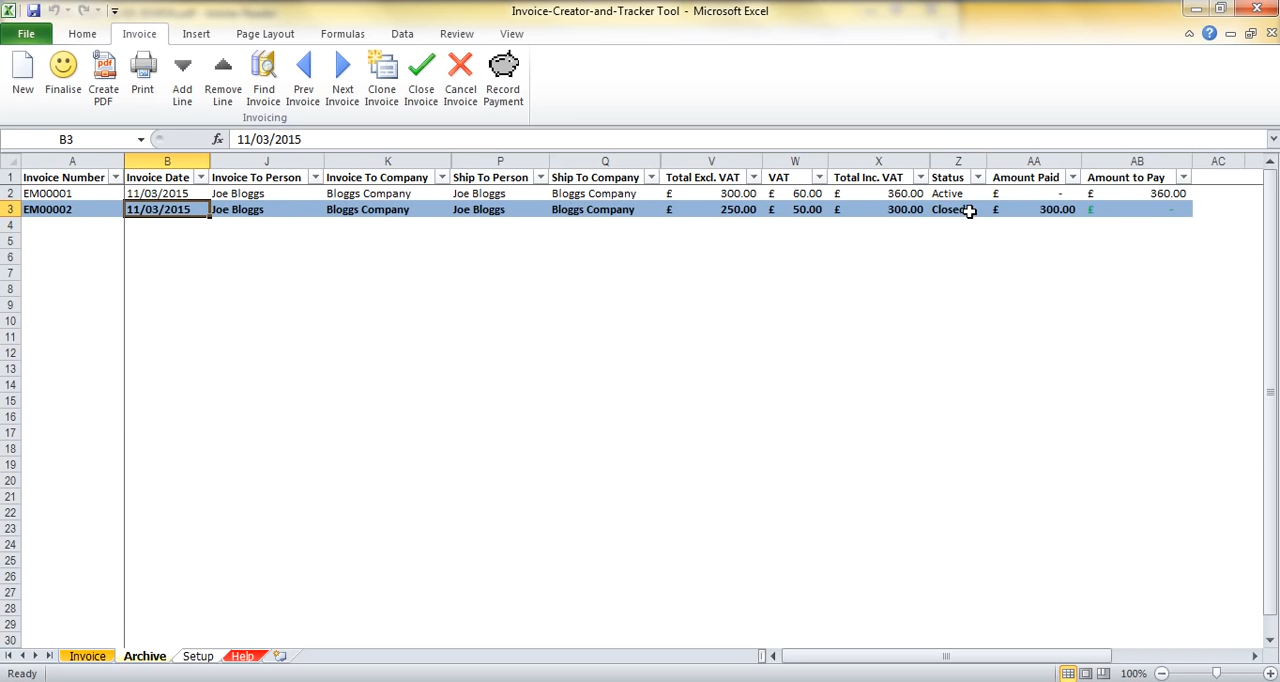 Invoice-Creator-and-Tracker Tool - Microsoft Excel
File Home Invoice Insert Page Layout Formulas Data Review View
New Finalise Create PDF Print Add Line Remove Line Find Invoice Prev Invoice Next Invoice Clone Invoice Close Invoice Cancel Invoice Record Payment
Invoicing
B3 fx 11/03/2015
A B J K P Q V W X Z AA AB AC
1 Invoice Number Invoice Date Invoice To Person Invoice To Company Ship To Person Ship To Company Total Excl. VAT VAT Total Inc. VAT Status Amount Paid Amount to Pay
2 EM00001 11/03/2015 Joe Bloggs Bloggs Company Joe Bloggs Bloggs Company £ 300.00 £ 60.00 £ 360.00 Active £ - £ 360.00
3 EM00002 11/03/2015 Joe Bloggs Bloggs Company Joe Bloggs Bloggs Company £ 250.00 £ 50.00 £ 300.00 Closed £ 300.00 £ -
4
5
6
7
8
9
10
11
12
13
14
15
16
17
18
19
20
21
22
23
24
25
26
27
28
29
30
Invoice Archive Setup Help
Ready 100%